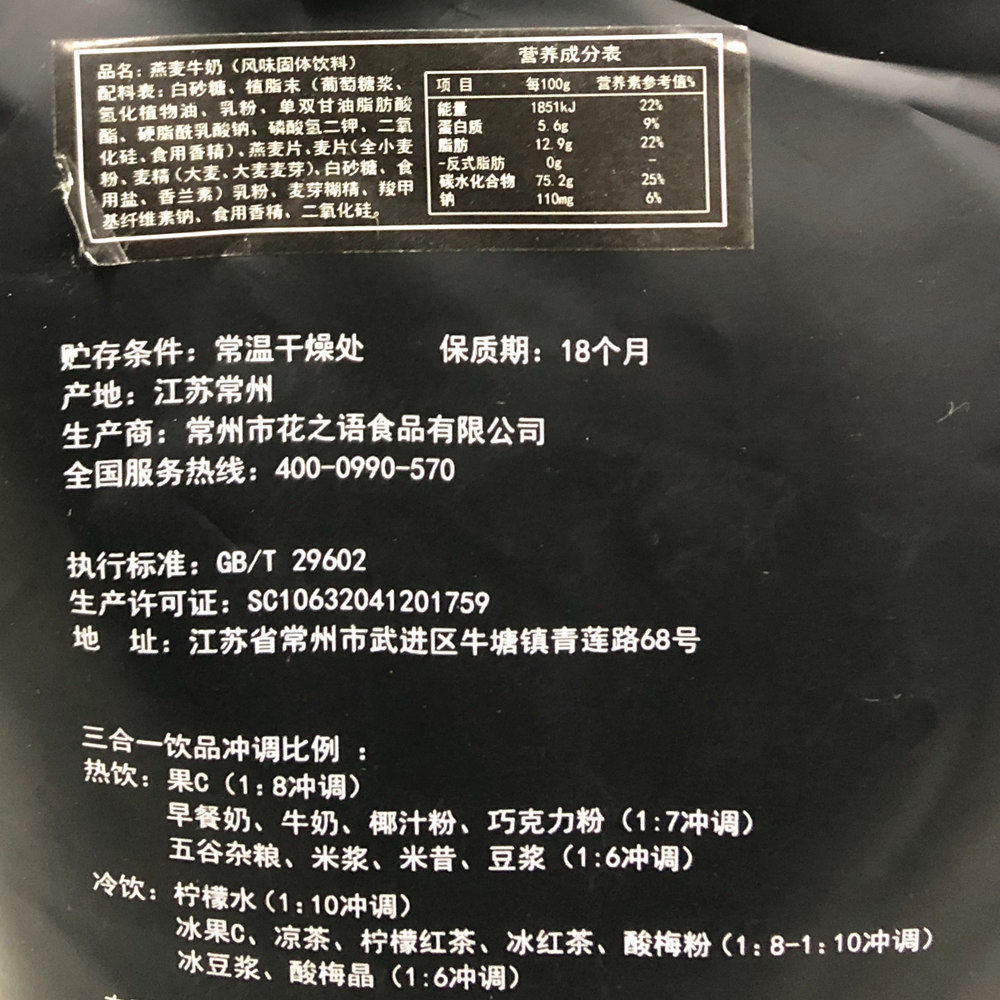 品名：燕麦牛奶（风味固体饮料）
配料表：白砂糖、植脂末（葡萄糖浆、
氢化植物油、乳粉、单双甘油脂肪酸
酯、硬脂酰乳酸钠、磷酸氢二钾、二氧
化硅、食用香精）、燕麦片、麦片（全小麦
粉、麦精（大麦、大麦麦芽）、白砂糖、食
用盐、香兰素）乳粉、麦芽糊精、羧甲
基纤维素钠、食用香精、二氧化硅。
营养成分表
项 目 每100g 营养素参考值%
能量 1851kJ 22%
蛋白质 5.6g 9%
脂肪 12.9g 22%
-反式脂肪 0g -
碳水化合物 75.2g 25%
钠 110mg 6%
贮存条件：常温干燥处 保质期：18个月
产地：江苏常州
生产商：常州市花之语食品有限公司
全国服务热线：400-0990-570
执行标准：GB/T 29602
生产许可证：SC10632041201759
地 址：江苏省常州市武进区牛塘镇青莲路68号
三合一饮品冲调比例：
热饮：果C（1:8冲调）
早餐奶、牛奶、椰汁粉、巧克力粉（1:7冲调）
五谷杂粮、米浆、米昔、豆浆（1:6冲调）
冷饮：柠檬水（1:10冲调）
冰果C、凉茶、柠檬红茶、冰红茶、酸梅粉（1:8-1:10冲调）
冰豆浆、酸梅晶（1:6冲调）